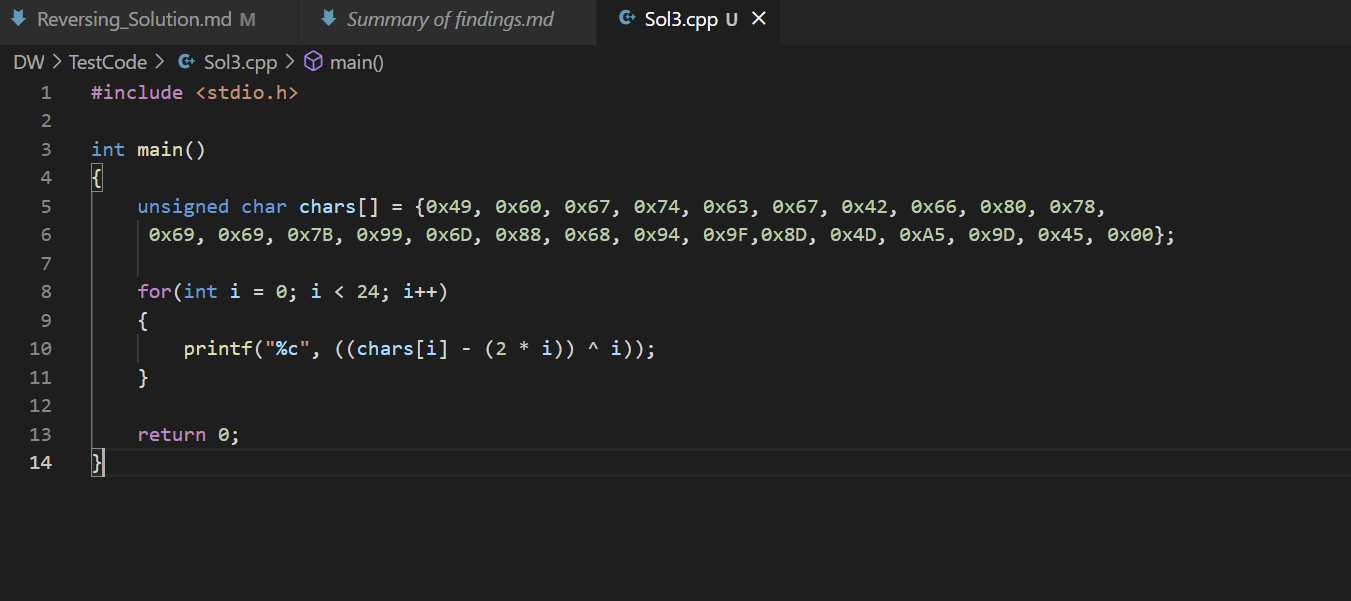 Reversing_Solution.md M Summary of findings.md Sol3.cpp U
DW > TestCode > Sol3.cpp > main()
1 #include <stdio.h>
2
3 int main()
4 {
5 unsigned char chars[] = {0x49, 0x60, 0x67, 0x74, 0x63, 0x67, 0x42, 0x66, 0x80, 0x78,
6 0x69, 0x69, 0x7B, 0x99, 0x6D, 0x88, 0x68, 0x94, 0x9F,0x8D, 0x4D, 0xA5, 0x9D, 0x45, 0x00};
7
8 for(int i = 0; i < 24; i++)
9 {
10 printf("%c", ((chars[i] - (2 * i)) ^ i));
11 }
12
13 return 0;
14 }